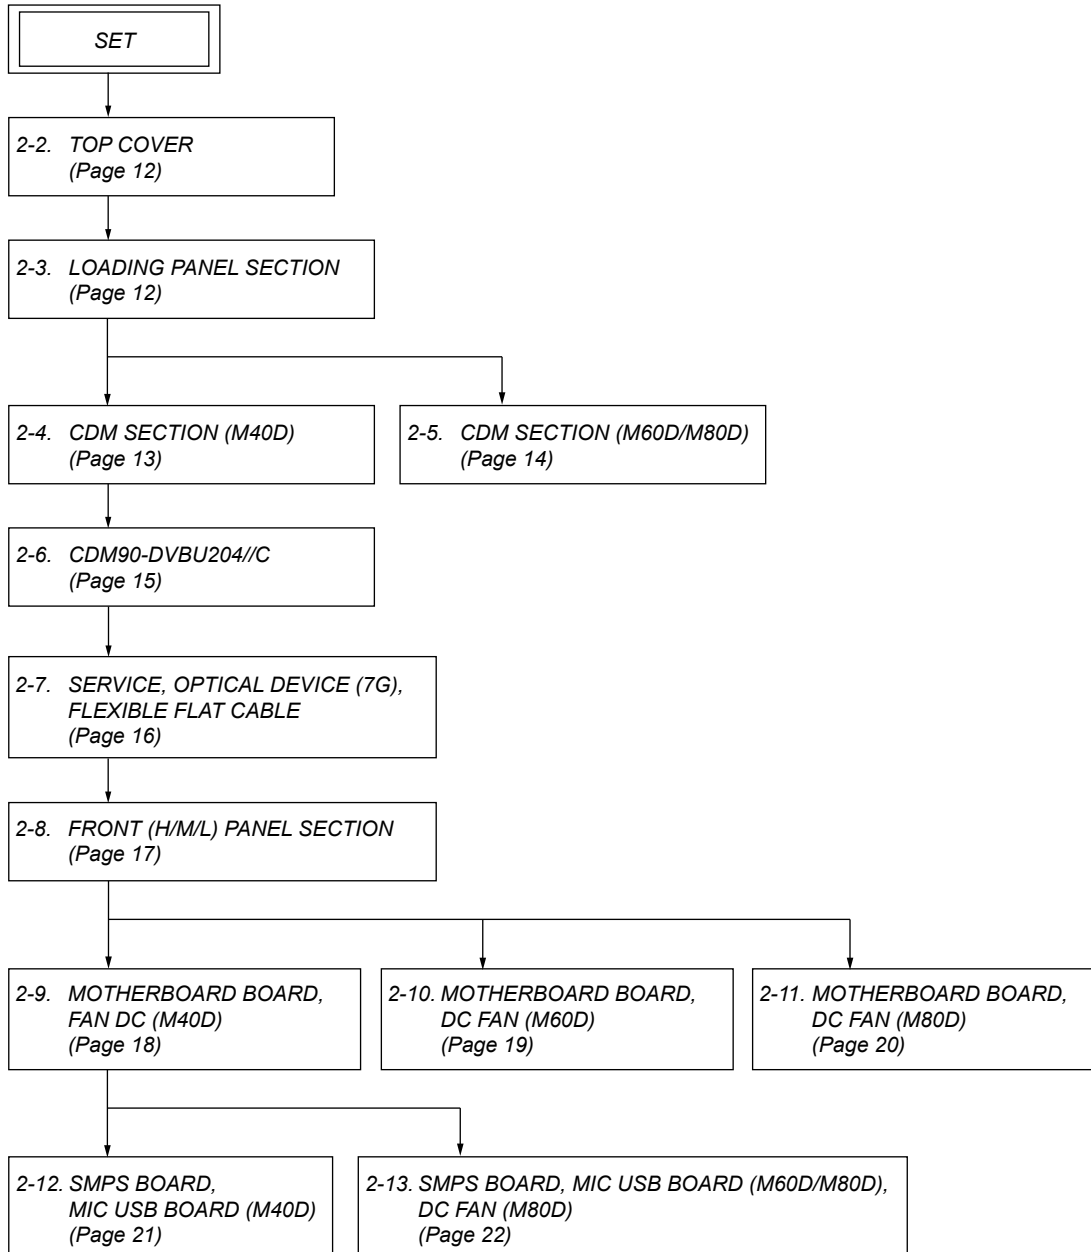 SET
2-2. TOP COVER
(Page 12)
2-3. LOADING PANEL SECTION
(Page 12)
2-4. CDM SECTION (M40D)
(Page 13)
2-5. CDM SECTION (M60D/M80D)
(Page 14)
2-6. CDM90-DVBU204//C
(Page 15)
2-7. SERVICE, OPTICAL DEVICE (7G),
FLEXIBLE FLAT CABLE
(Page 16)
2-8. FRONT (H/M/L) PANEL SECTION
(Page 17)
2-9. MOTHERBOARD BOARD,
FAN DC (M40D)
(Page 18)
2-10. MOTHERBOARD BOARD,
DC FAN (M60D)
(Page 19)
2-11. MOTHERBOARD BOARD,
DC FAN (M80D)
(Page 20)
2-12. SMPS BOARD,
MIC USB BOARD (M40D)
(Page 21)
2-13. SMPS BOARD, MIC USB BOARD (M60D/M80D),
DC FAN (M80D)
(Page 22)